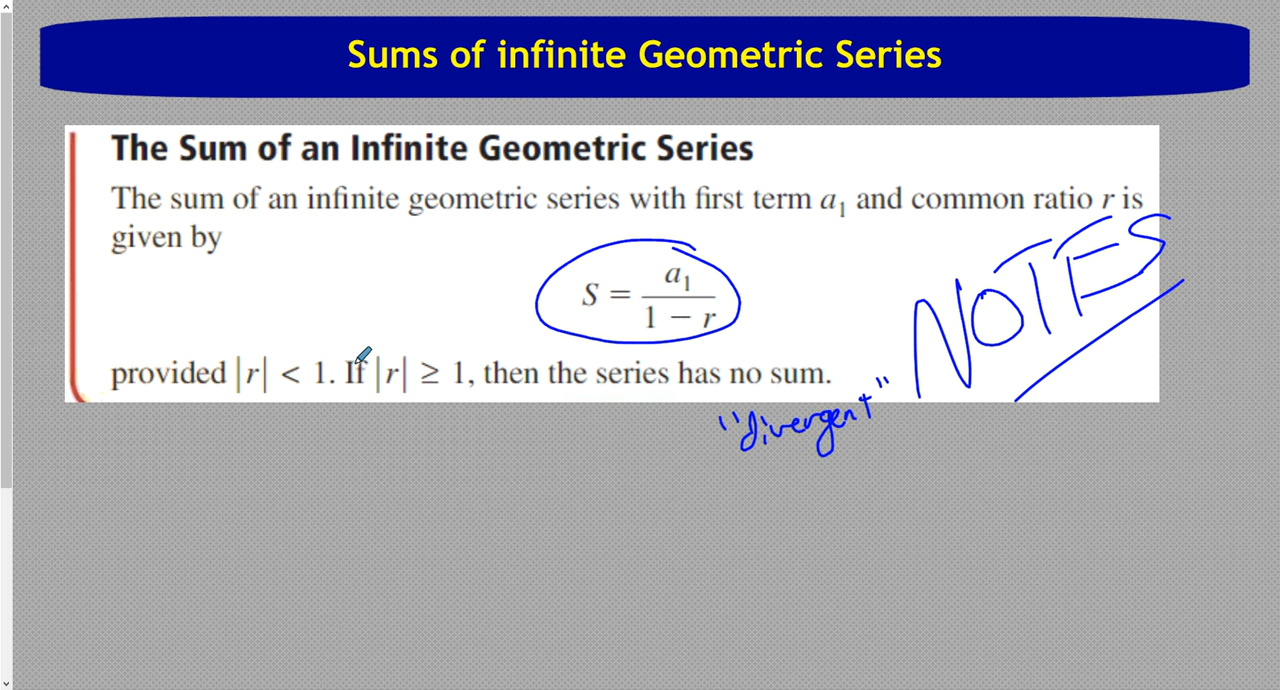 Sums of infinite Geometric Series
The Sum of an Infinite Geometric Series
The sum of an infinite geometric series with first term a₁ and common ratio r is
given by
S = a₁ / (1 − r)
NOTES
provided |r| < 1. If |r| ≥ 1, then the series has no sum.
"divergent"